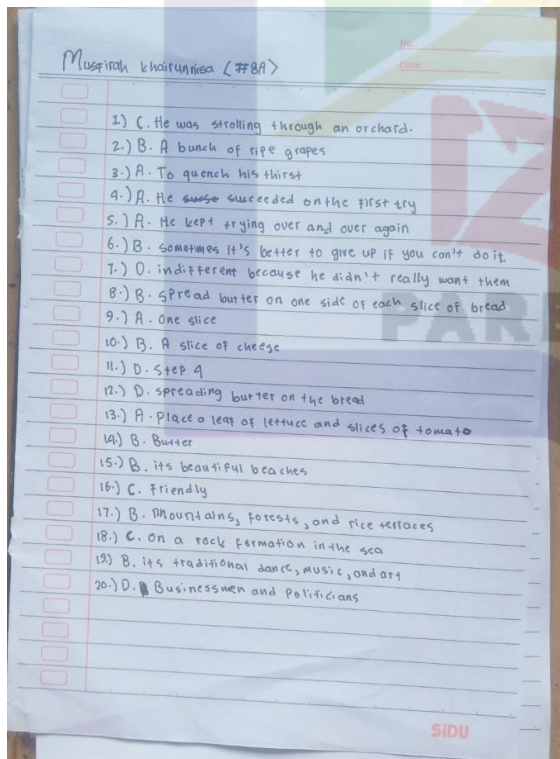 No.
Date:
Musfirah khairunnisa (#8A)
1.) C. He was strolling through an orchard.
2.) B. A bunch of ripe grapes
3.) A. To quench his thirst
4.) A. He succeeded on the first try
5.) A. He kept trying over and over again
6.) B. sometimes it's better to give up if you can't do it
7.) D. indifferent because he didn't really want them
8.) B. spread butter on one side of each slice of bread
9.) A. one slice
10.) B. A slice of cheese
11.) D. step 4
12.) D. spreading butter on the bread
13.) A. place a leaf of lettuce and slices of tomato
14.) B. Butter
15.) B. its beautiful beaches
16.) C. Friendly
17.) B. mountains, forests, and rice terraces
18.) C. on a rock formation in the sea
19.) B. its traditional dance, music, and art
20.) D. Businessmen and Politicians
SiDU